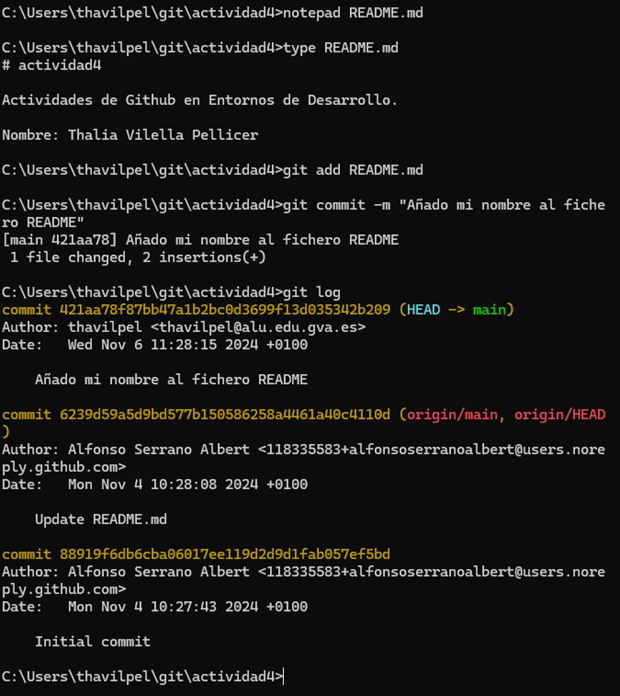 C:\Users\thavilpel\git\actividad4>notepad README.md
C:\Users\thavilpel\git\actividad4>type README.md
# actividad4
Actividades de Github en Entornos de Desarrollo.
Nombre: Thalia Vilella Pellicer
C:\Users\thavilpel\git\actividad4>git add README.md
C:\Users\thavilpel\git\actividad4>git commit -m "Añado mi nombre al fiche
ro README"
[main 421aa78] Añado mi nombre al fichero README
 1 file changed, 2 insertions(+)
C:\Users\thavilpel\git\actividad4>git log
commit 421aa78f87bb47a1b2bc0d3699f13d035342b209 (HEAD -> main)
Author: thavilpel <thavilpel@alu.edu.gva.es>
Date:   Wed Nov 6 11:28:15 2024 +0100
    Añado mi nombre al fichero README
commit 6239d59a5d9bd577b150586258a4461a40c4110d (origin/main, origin/HEAD
)
Author: Alfonso Serrano Albert <118335583+alfonsoserranoalbert@users.nore
ply.github.com>
Date:   Mon Nov 4 10:28:08 2024 +0100
    Update README.md
commit 88919f6db6cba06017ee119d2d9d1fab057ef5bd
Author: Alfonso Serrano Albert <118335583+alfonsoserranoalbert@users.nore
ply.github.com>
Date:   Mon Nov 4 10:27:43 2024 +0100
    Initial commit
C:\Users\thavilpel\git\actividad4>